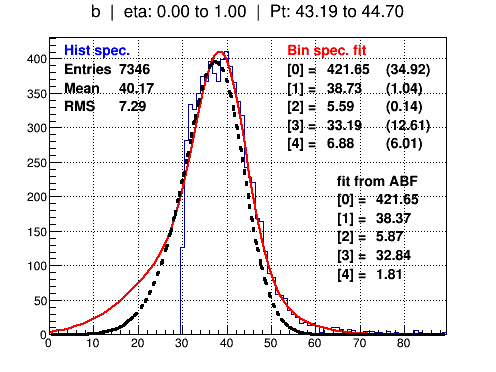 b | eta: 0.00 to 1.00 | Pt: 43.19 to 44.70
Hist spec.
Entries 7346
Mean 40.17
RMS 7.29
Bin spec. fit
[0] = 421.65 (34.92)
[1] = 38.73 (1.04)
[2] = 5.59 (0.14)
[3] = 33.19 (12.61)
[4] = 6.88 (6.01)
fit from ABF
[0] = 421.65
[1] = 38.37
[2] = 5.87
[3] = 32.84
[4] = 1.81
400
350
300
250
200
150
100
50
0
0 10 20 30 40 50 60 70 80